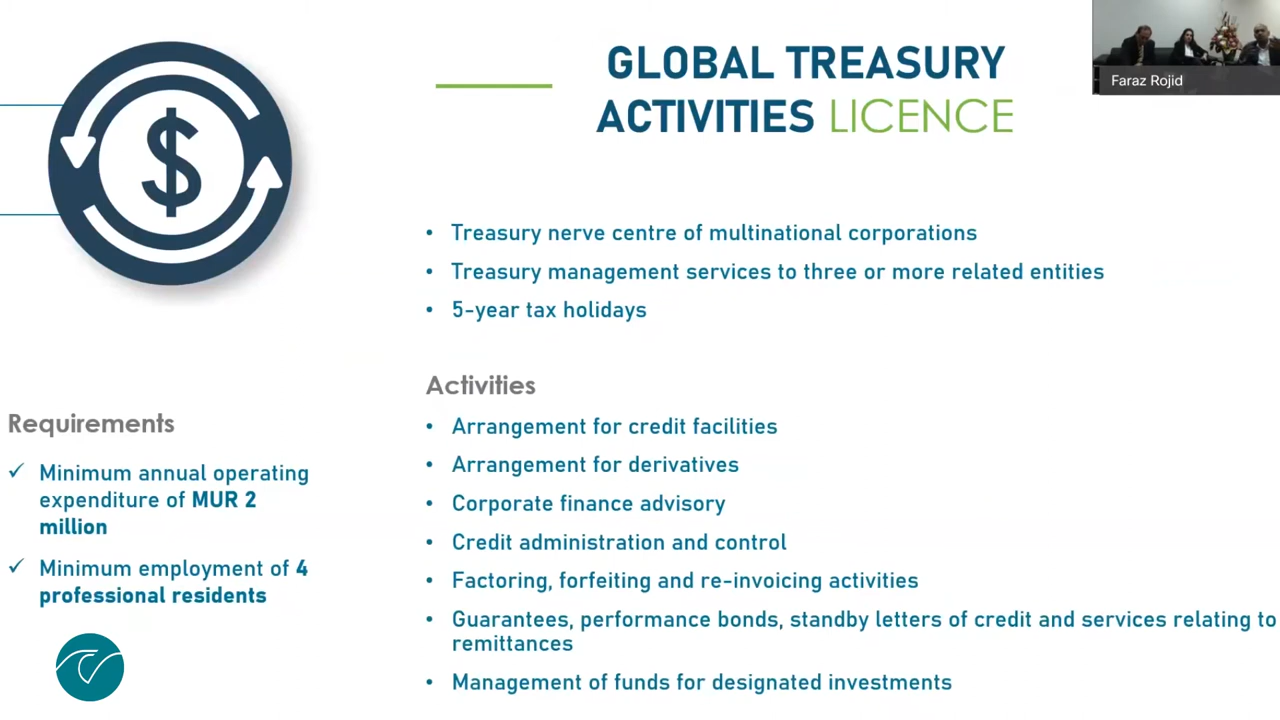 GLOBAL TREASURY
ACTIVITIES LICENCE
Faraz Rojid
$
• Treasury nerve centre of multinational corporations
• Treasury management services to three or more related entities
• 5-year tax holidays
Requirements
✓ Minimum annual operating
expenditure of MUR 2
million
✓ Minimum employment of 4
professional residents
Activities
• Arrangement for credit facilities
• Arrangement for derivatives
• Corporate finance advisory
• Credit administration and control
• Factoring, forfeiting and re-invoicing activities
• Guarantees, performance bonds, standby letters of credit and services relating to
remittances
• Management of funds for designated investments